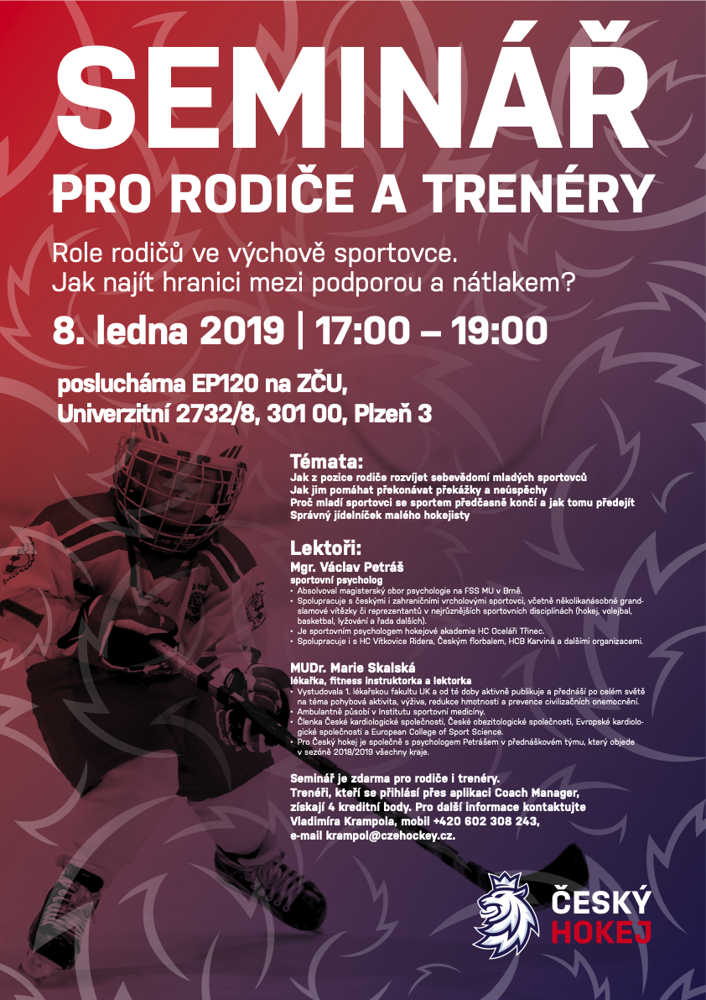 SEMINÁŘ
PRO RODIČE A TRENÉRY
Role rodičů ve výchově sportovce.
Jak najít hranici mezi podporou a nátlakem?
8. ledna 2019 | 17:00 – 19:00
posluchárna EP120 na ZČU,
Univerzitní 2732/8, 301 00, Plzeň 3
Témata:
Jak z pozice rodiče rozvíjet sebevědomí mladých sportovců
Jak jim pomáhat překonávat překážky a neúspěchy
Proč mladí sportovci se sportem předčasně končí a jak tomu předejít
Správný jídelníček malého hokejisty
Lektoři:
Mgr. Václav Petráš
sportovní psycholog
• Absolvoval magisterský obor psychologie na FSS MU v Brně.
• Spolupracuje s českými i zahraničními vrcholovými sportovci, včetně několikanásobné grand-
slamové vítězky či reprezentantů v nejrůznějších sportovních disciplínách (hokej, volejbal,
basketbal, lyžování a řada dalších).
• Je sportovním psychologem hokejové akademie HC Oceláři Třinec.
• Spolupracuje i s HC Vítkovice Ridera, Českým florbalem, HCB Karviná a dalšími organizacemi.
MUDr. Marie Skalská
lékařka, fitness instruktorka a lektorka
• Vystudovala 1. lékařskou fakultu UK a od té doby aktivně publikuje a přednáší po celém světě
na téma pohybová aktivita, výživa, redukce hmotnosti a prevence civilizačních onemocnění.
• Ambulantně působí v Institutu sportovní medicíny.
• Členka České kardiologické společnosti, České obezitologické společnosti, Evropské kardiolo-
gické společnosti a European College of Sport Science.
• Pro Český hokej je společně s psychologem Petrášem v přednáškovém týmu, který objede
v sezóně 2018/2019 všechny kraje.
Seminář je zdarma pro rodiče i trenéry.
Trenéři, kteří se přihlásí přes aplikaci Coach Manager,
získají 4 kreditní body. Pro další informace kontaktujte
Vladimíra Krampola, mobil +420 602 308 243,
e-mail krampol@czehockey.cz.
ČESKÝ
HOKEJ